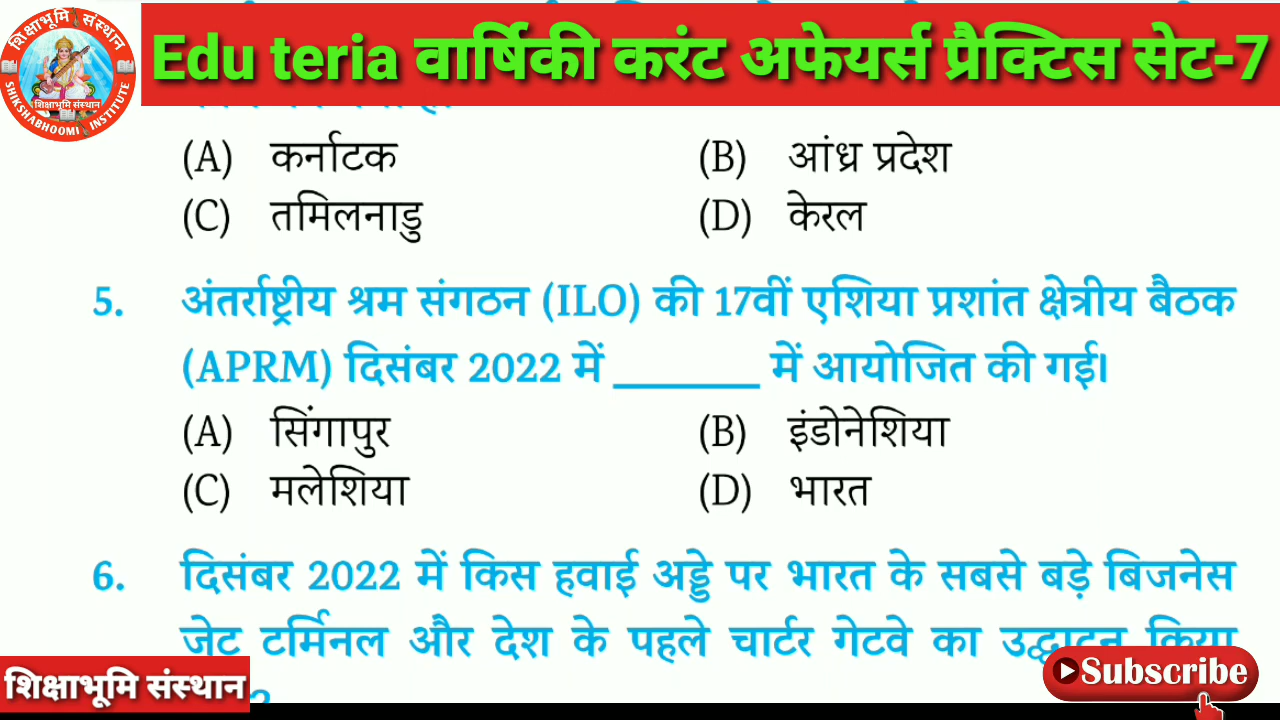 शिक्षाभूमि संस्थान
शिक्षाभूमि संस्थान
SHIKSHABHOOMI INSTITUTE
Edu teria वार्षिकी करंट अफेयर्स प्रैक्टिस सेट-7
(A) कर्नाटक (B) आंध्र प्रदेश
(C) तमिलनाडु (D) केरल
5. अंतर्राष्ट्रीय श्रम संगठन (ILO) की 17वीं एशिया प्रशांत क्षेत्रीय बैठक
(APRM) दिसंबर 2022 में ________ में आयोजित की गई।
(A) सिंगापुर (B) इंडोनेशिया
(C) मलेशिया (D) भारत
6. दिसंबर 2022 में किस हवाई अड्डे पर भारत के सबसे बड़े बिजनेस
जेट टर्मिनल और देश के पहले चार्टर गेटवे का उद्घाटन किया
शिक्षाभूमि संस्थान
Subscribe